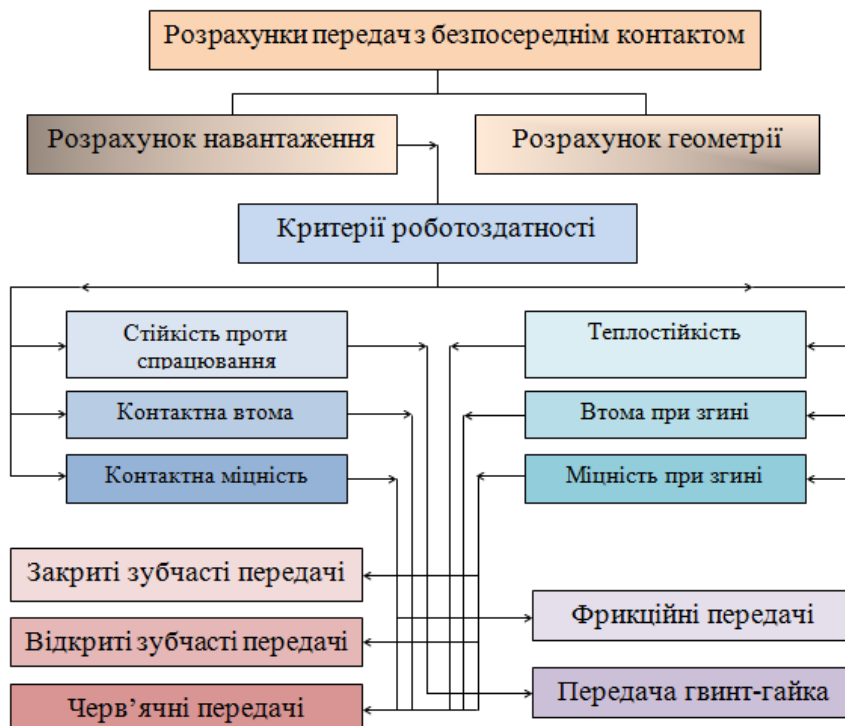 Розрахунки передач з безпосереднім контактом
Розрахунок навантаження
Розрахунок геометрії
Критерії роботоздатності
Стійкість проти
спрацювання
Теплостійкість
Контактна втома
Втома при згині
Контактна міцність
Міцність при згині
Закриті зубчасті передачі
Фрикційні передачі
Відкриті зубчасті передачі
Передача гвинт-гайка
Черв’ячні передачі